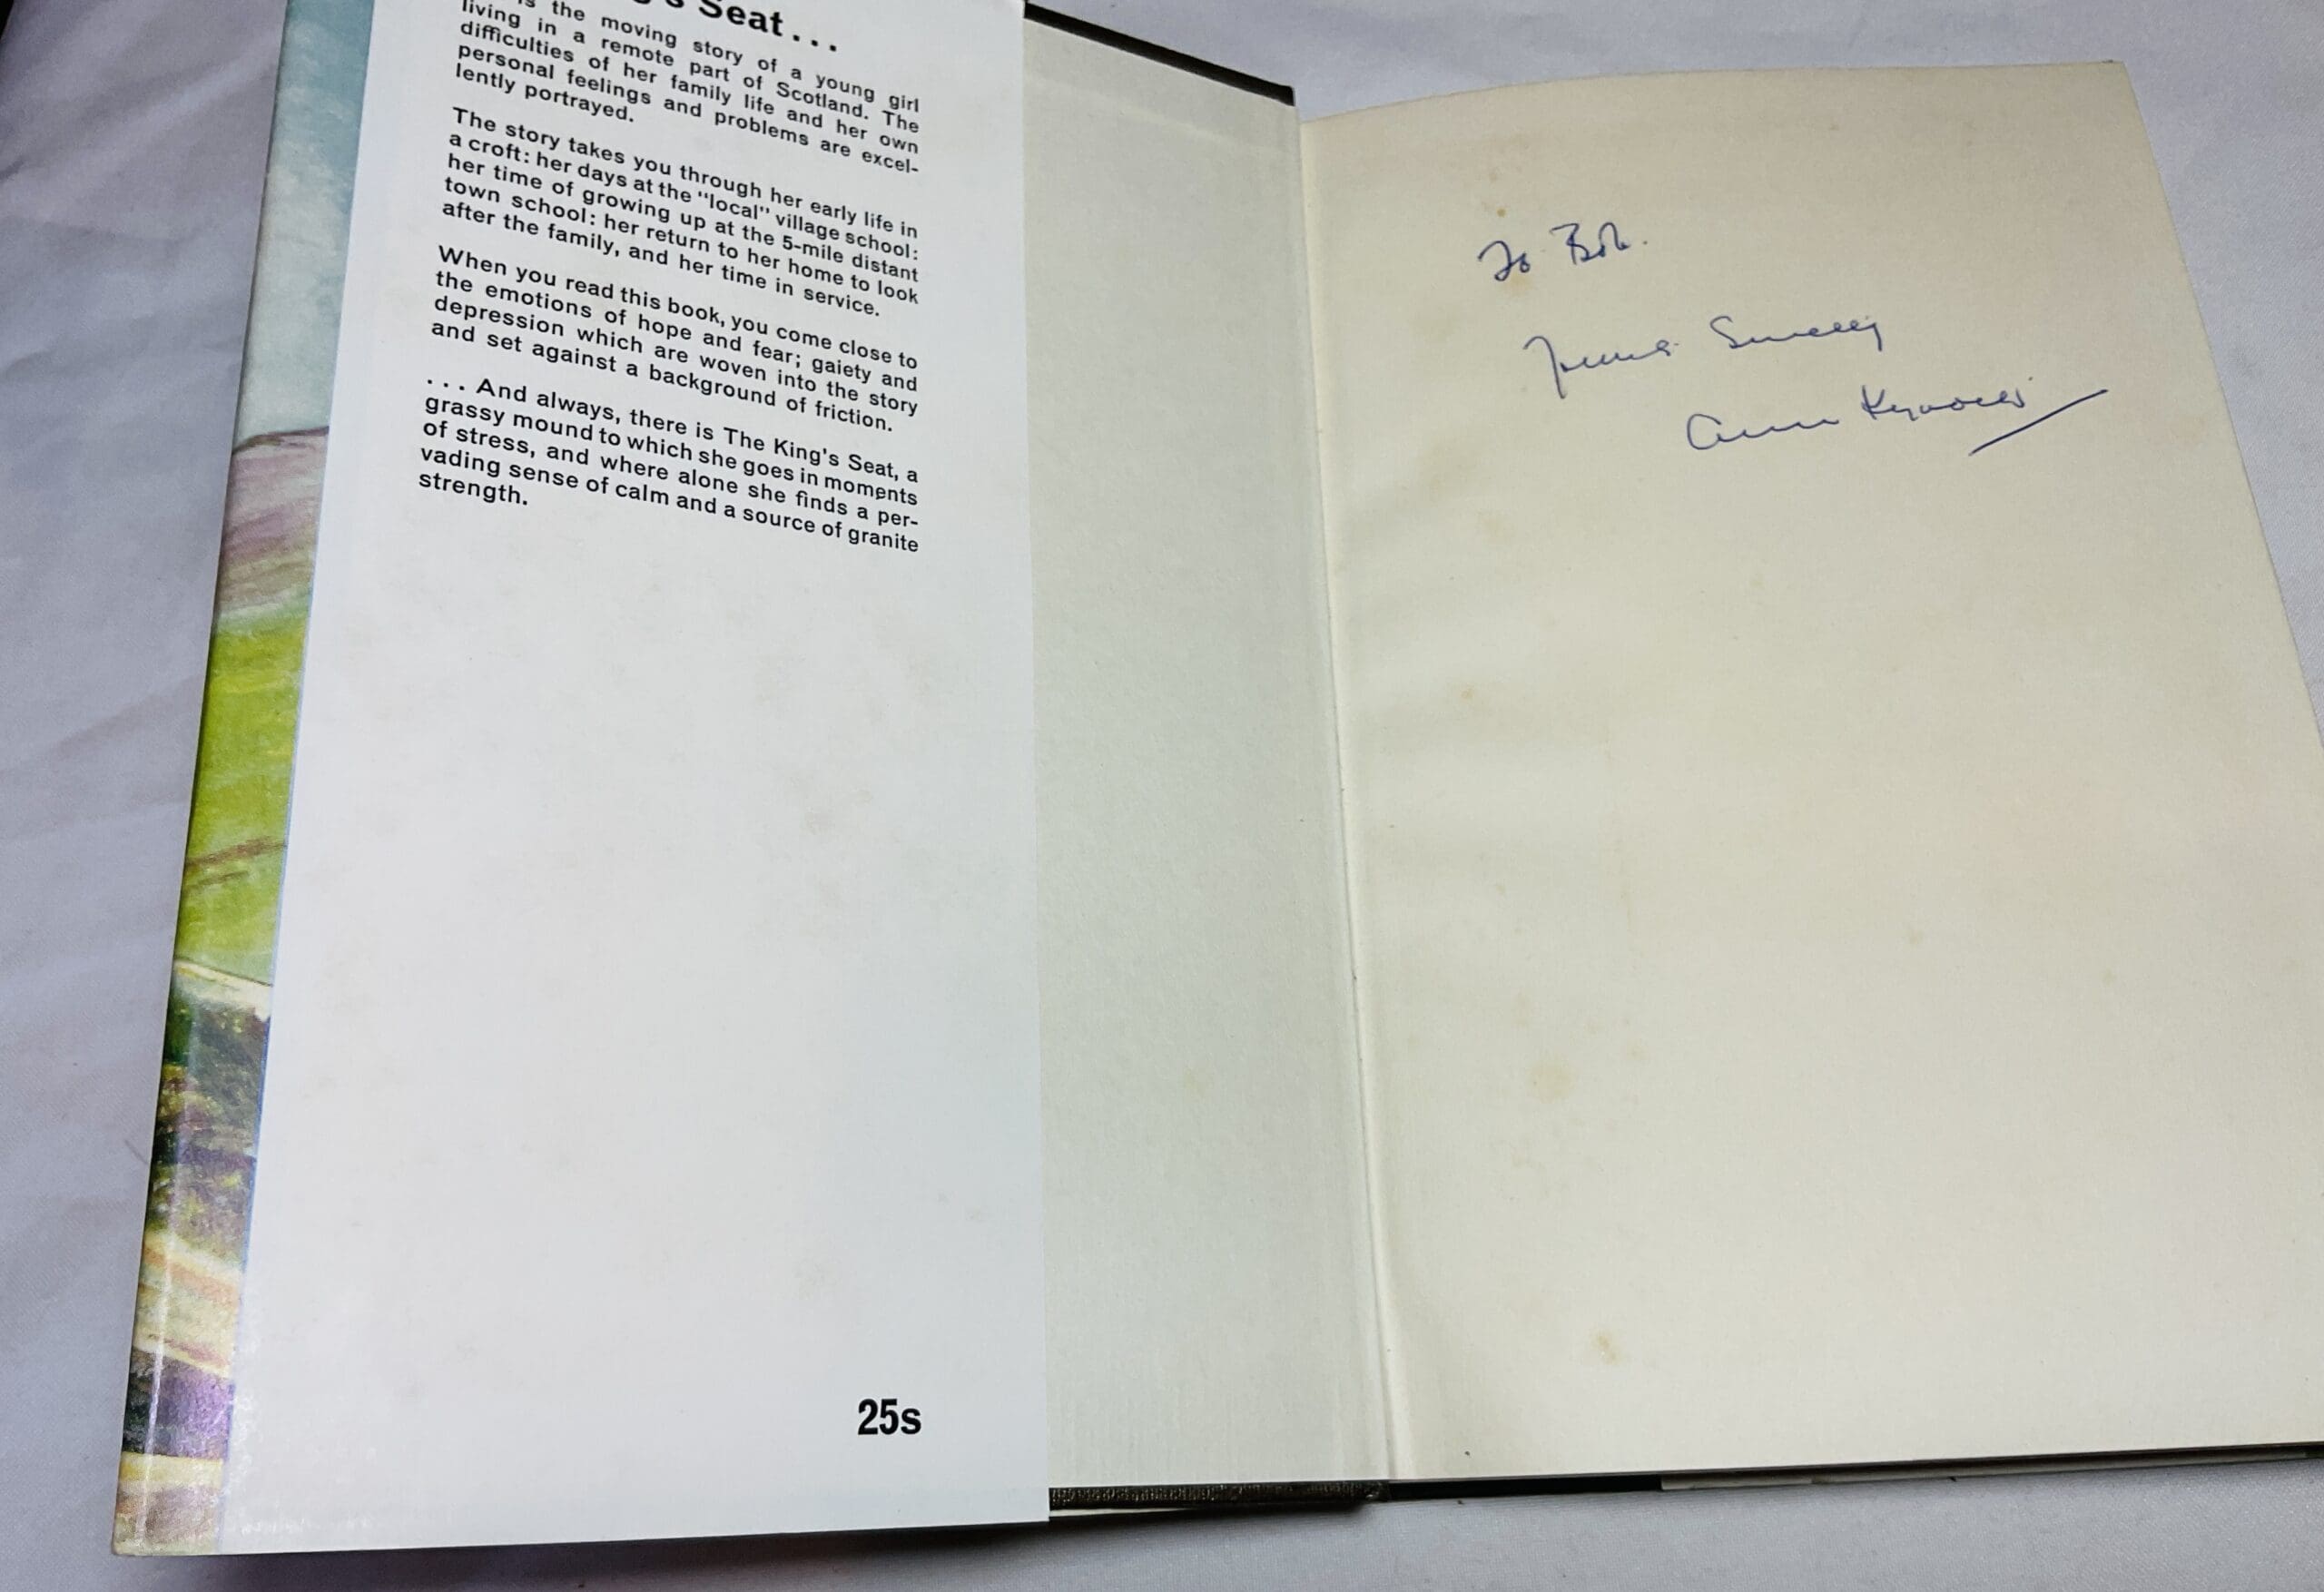 Seat...
the moving story of a young girl
living in a remote part of Scotland. The
difficulties of her family life and her own
personal feelings and problems are excel-
lently portrayed.
The story takes you through her early life in
a croft: her days at the "local" village school:
her time of growing up at the 5-mile distant
town school: her return to her home to look
after the family, and her time in service.
When you read this book, you come close to
the emotions of hope and fear; gaiety and
depression which are woven into the story
and set against a background of friction.
...And always, there is The King's Seat, a
grassy mound to which she goes in moments
of stress, and where alone she finds a per-
vading sense of calm and a source of granite
strength.
25s
To Bob.